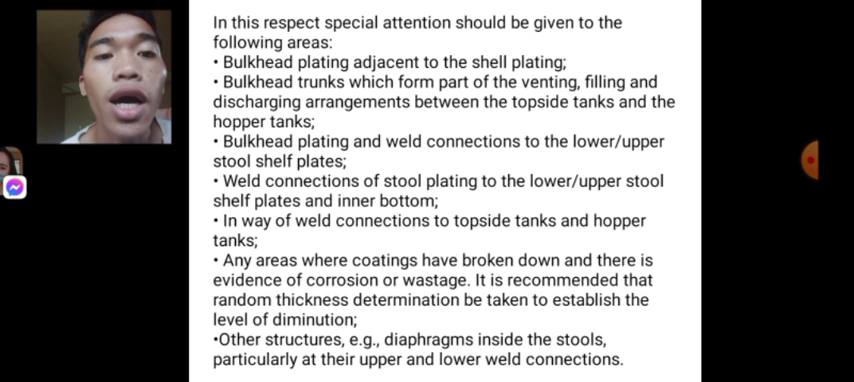 In this respect special attention should be given to the
following areas:
• Bulkhead plating adjacent to the shell plating;
• Bulkhead trunks which form part of the venting, filling and
discharging arrangements between the topside tanks and the
hopper tanks;
• Bulkhead plating and weld connections to the lower/upper
stool shelf plates;
• Weld connections of stool plating to the lower/upper stool
shelf plates and inner bottom;
• In way of weld connections to topside tanks and hopper
tanks;
• Any areas where coatings have broken down and there is
evidence of corrosion or wastage. It is recommended that
random thickness determination be taken to establish the
level of diminution;
•Other structures, e.g., diaphragms inside the stools,
particularly at their upper and lower weld connections.